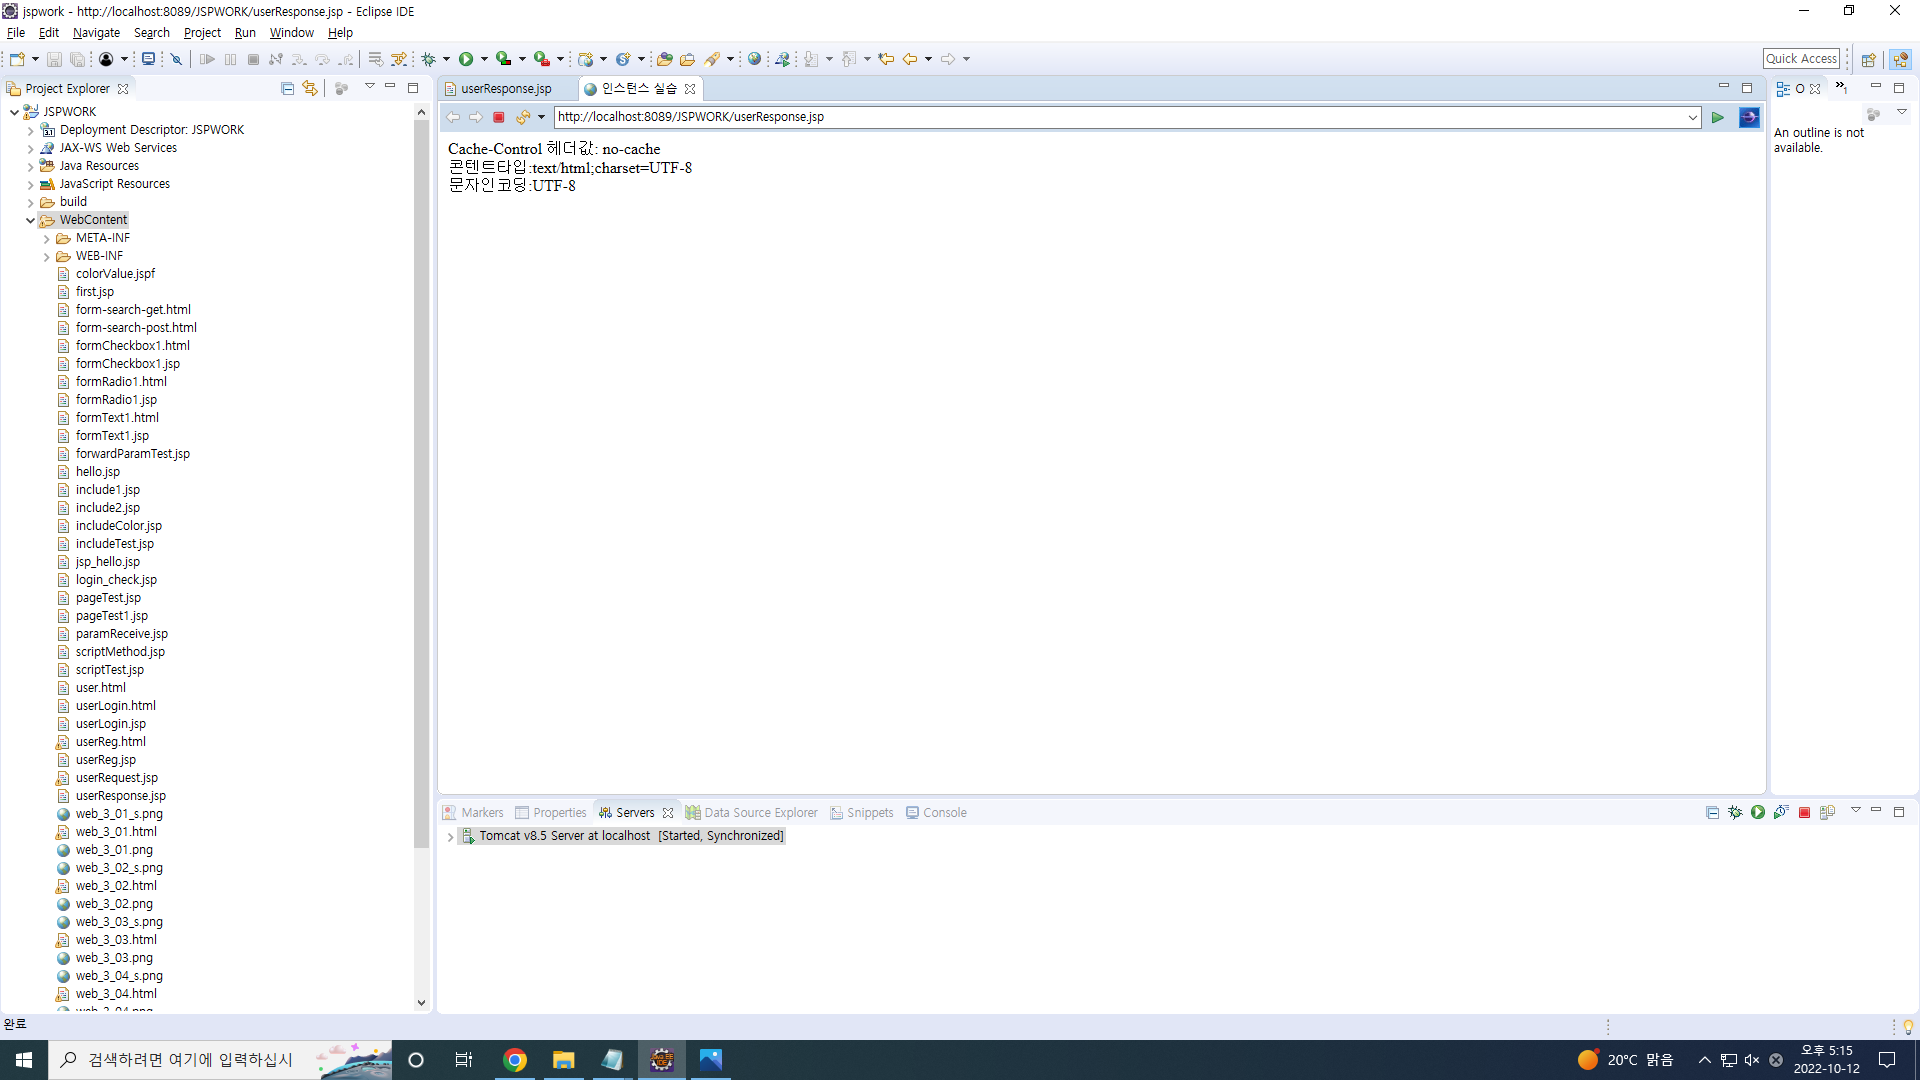 jspwork - http://localhost:8089/JSPWORK/userResponse.jsp - Eclipse IDE
File Edit Navigate Search Project Run Window Help
Quick Access
Project Explorer
userResponse.jsp
인스턴스 실습
O
http://localhost:8089/JSPWORK/userResponse.jsp
JSPWORK
Deployment Descriptor: JSPWORK
JAX-WS Web Services
Java Resources
JavaScript Resources
build
WebContent
META-INF
WEB-INF
colorValue.jspf
first.jsp
form-search-get.html
form-search-post.html
formCheckbox1.html
formCheckbox1.jsp
formRadio1.html
formRadio1.jsp
formText1.html
formText1.jsp
forwardParamTest.jsp
hello.jsp
include1.jsp
include2.jsp
includeColor.jsp
includeTest.jsp
jsp_hello.jsp
login_check.jsp
pageTest.jsp
pageTest1.jsp
paramReceive.jsp
scriptMethod.jsp
scriptTest.jsp
user.html
userLogin.html
userLogin.jsp
userReg.html
userReg.jsp
userRequest.jsp
userResponse.jsp
web_3_01_s.png
web_3_01.html
web_3_01.png
web_3_02_s.png
web_3_02.html
web_3_02.png
web_3_03_s.png
web_3_03.html
web_3_03.png
web_3_04_s.png
web_3_04.html
Cache-Control 헤더값: no-cache
콘텐트타입:text/html;charset=UTF-8
문자인코딩:UTF-8
An outline is not
available.
Markers Properties Servers Data Source Explorer Snippets Console
Tomcat v8.5 Server at localhost [Started, Synchronized]
완료
검색하려면 여기에 입력하십시
20°C 맑음
오후 5:15
2022-10-12